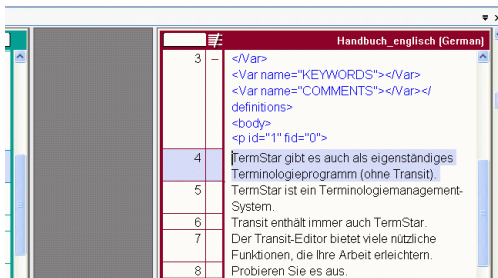 Handbuch_englisch (German)
3 – </Var>
<Var name="KEYWORDS"></Var>
<Var name="COMMENTS"></Var></
definitions>
<body>
<p id="1" fid="0">
4 TermStar gibt es auch als eigenständiges
Terminologieprogramm (ohne Transit).
5 TermStar ist ein Terminologiemanagement-
System.
6 Transit enthält immer auch TermStar.
7 Der Transit-Editor bietet viele nützliche
Funktionen, die Ihre Arbeit erleichtern.
8 Probieren Sie es aus.